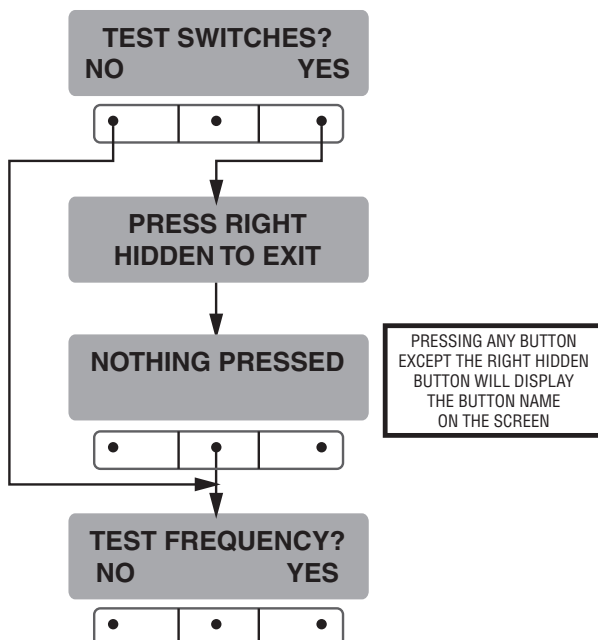 TEST SWITCHES?
NO YES
PRESS RIGHT
HIDDEN TO EXIT
NOTHING PRESSED
PRESSING ANY BUTTON
EXCEPT THE RIGHT HIDDEN
BUTTON WILL DISPLAY
THE BUTTON NAME
ON THE SCREEN
TEST FREQUENCY?
NO YES